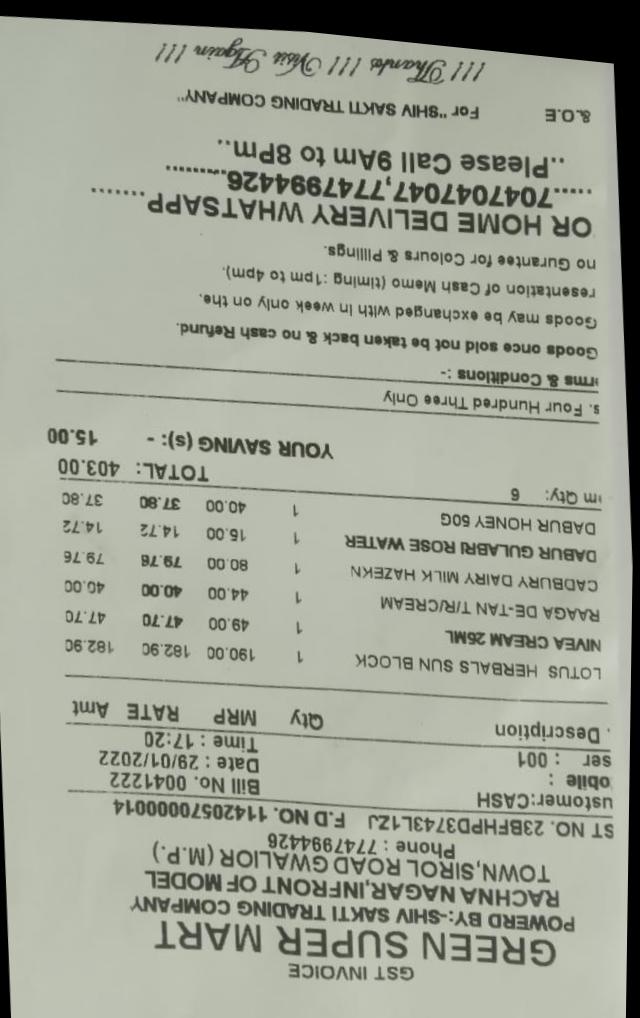 GST INVOICE
GREEN SUPER MART
POWERD BY:-SHIV SAKTI TRADING COMPANY
RACHNA NAGAR,INFRONT OF MODEL
TOWN,SIROL ROAD GWALIOR (M.P.)
Phone : 7747994426
ST NO. 23BFHPD3743L1ZJ F.D NO. 11420570000014
ustomer:CASH Bill No. 0041222
obile : Date : 29/01/2022
ser : 001 Time : 17:20
. Description Qty MRP RATE Amt
LOTUS HERBALS SUN BLOCK 1 190.00 182.90 182.90
NIVEA CREAM 25ML 1 49.00 47.70 47.70
RAAGA DE-TAN T/R/CREAM 1 44.00 40.00 40.00
CADBURY DAIRY MILK HAZEKN 1 80.00 79.76 79.76
DABUR GULABRI ROSE WATER 1 15.00 14.72 14.72
DABUR HONEY 50G 1 40.00 37.80 37.80
m Qty: 6 TOTAL: 403.00
YOUR SAVING (s): - 15.00
s. Four Hundred Three Only
rms & Conditions :-
Goods once sold not be taken back & no cash Refund.
Goods may be exchanged with in week only on the.
resentation of Cash Memo (timing :1pm to 4pm).
no Gurantee for Colours & Pillings.
OR HOME DELIVERY WHATSAPP.......
.....7047047047,7747994426.........
..Please Call 9Am to 8Pm..
&.O.E For "SHIV SAKTI TRADING COMPANY"
!!! Thanks !!! Visit Again !!!